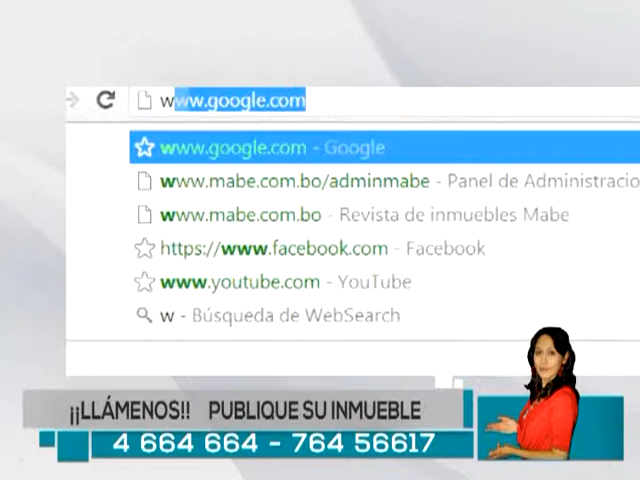 www.google.com
www.google.com - Google
www.mabe.com.bo/adminmabe - Panel de Administracio
www.mabe.com.bo - Revista de inmuebles Mabe
https://www.facebook.com - Facebook
www.youtube.com - YouTube
w - Búsqueda de WebSearch
¡¡LLÁMENOS!! PUBLIQUE SU INMUEBLE
4 664 664 - 764 56617